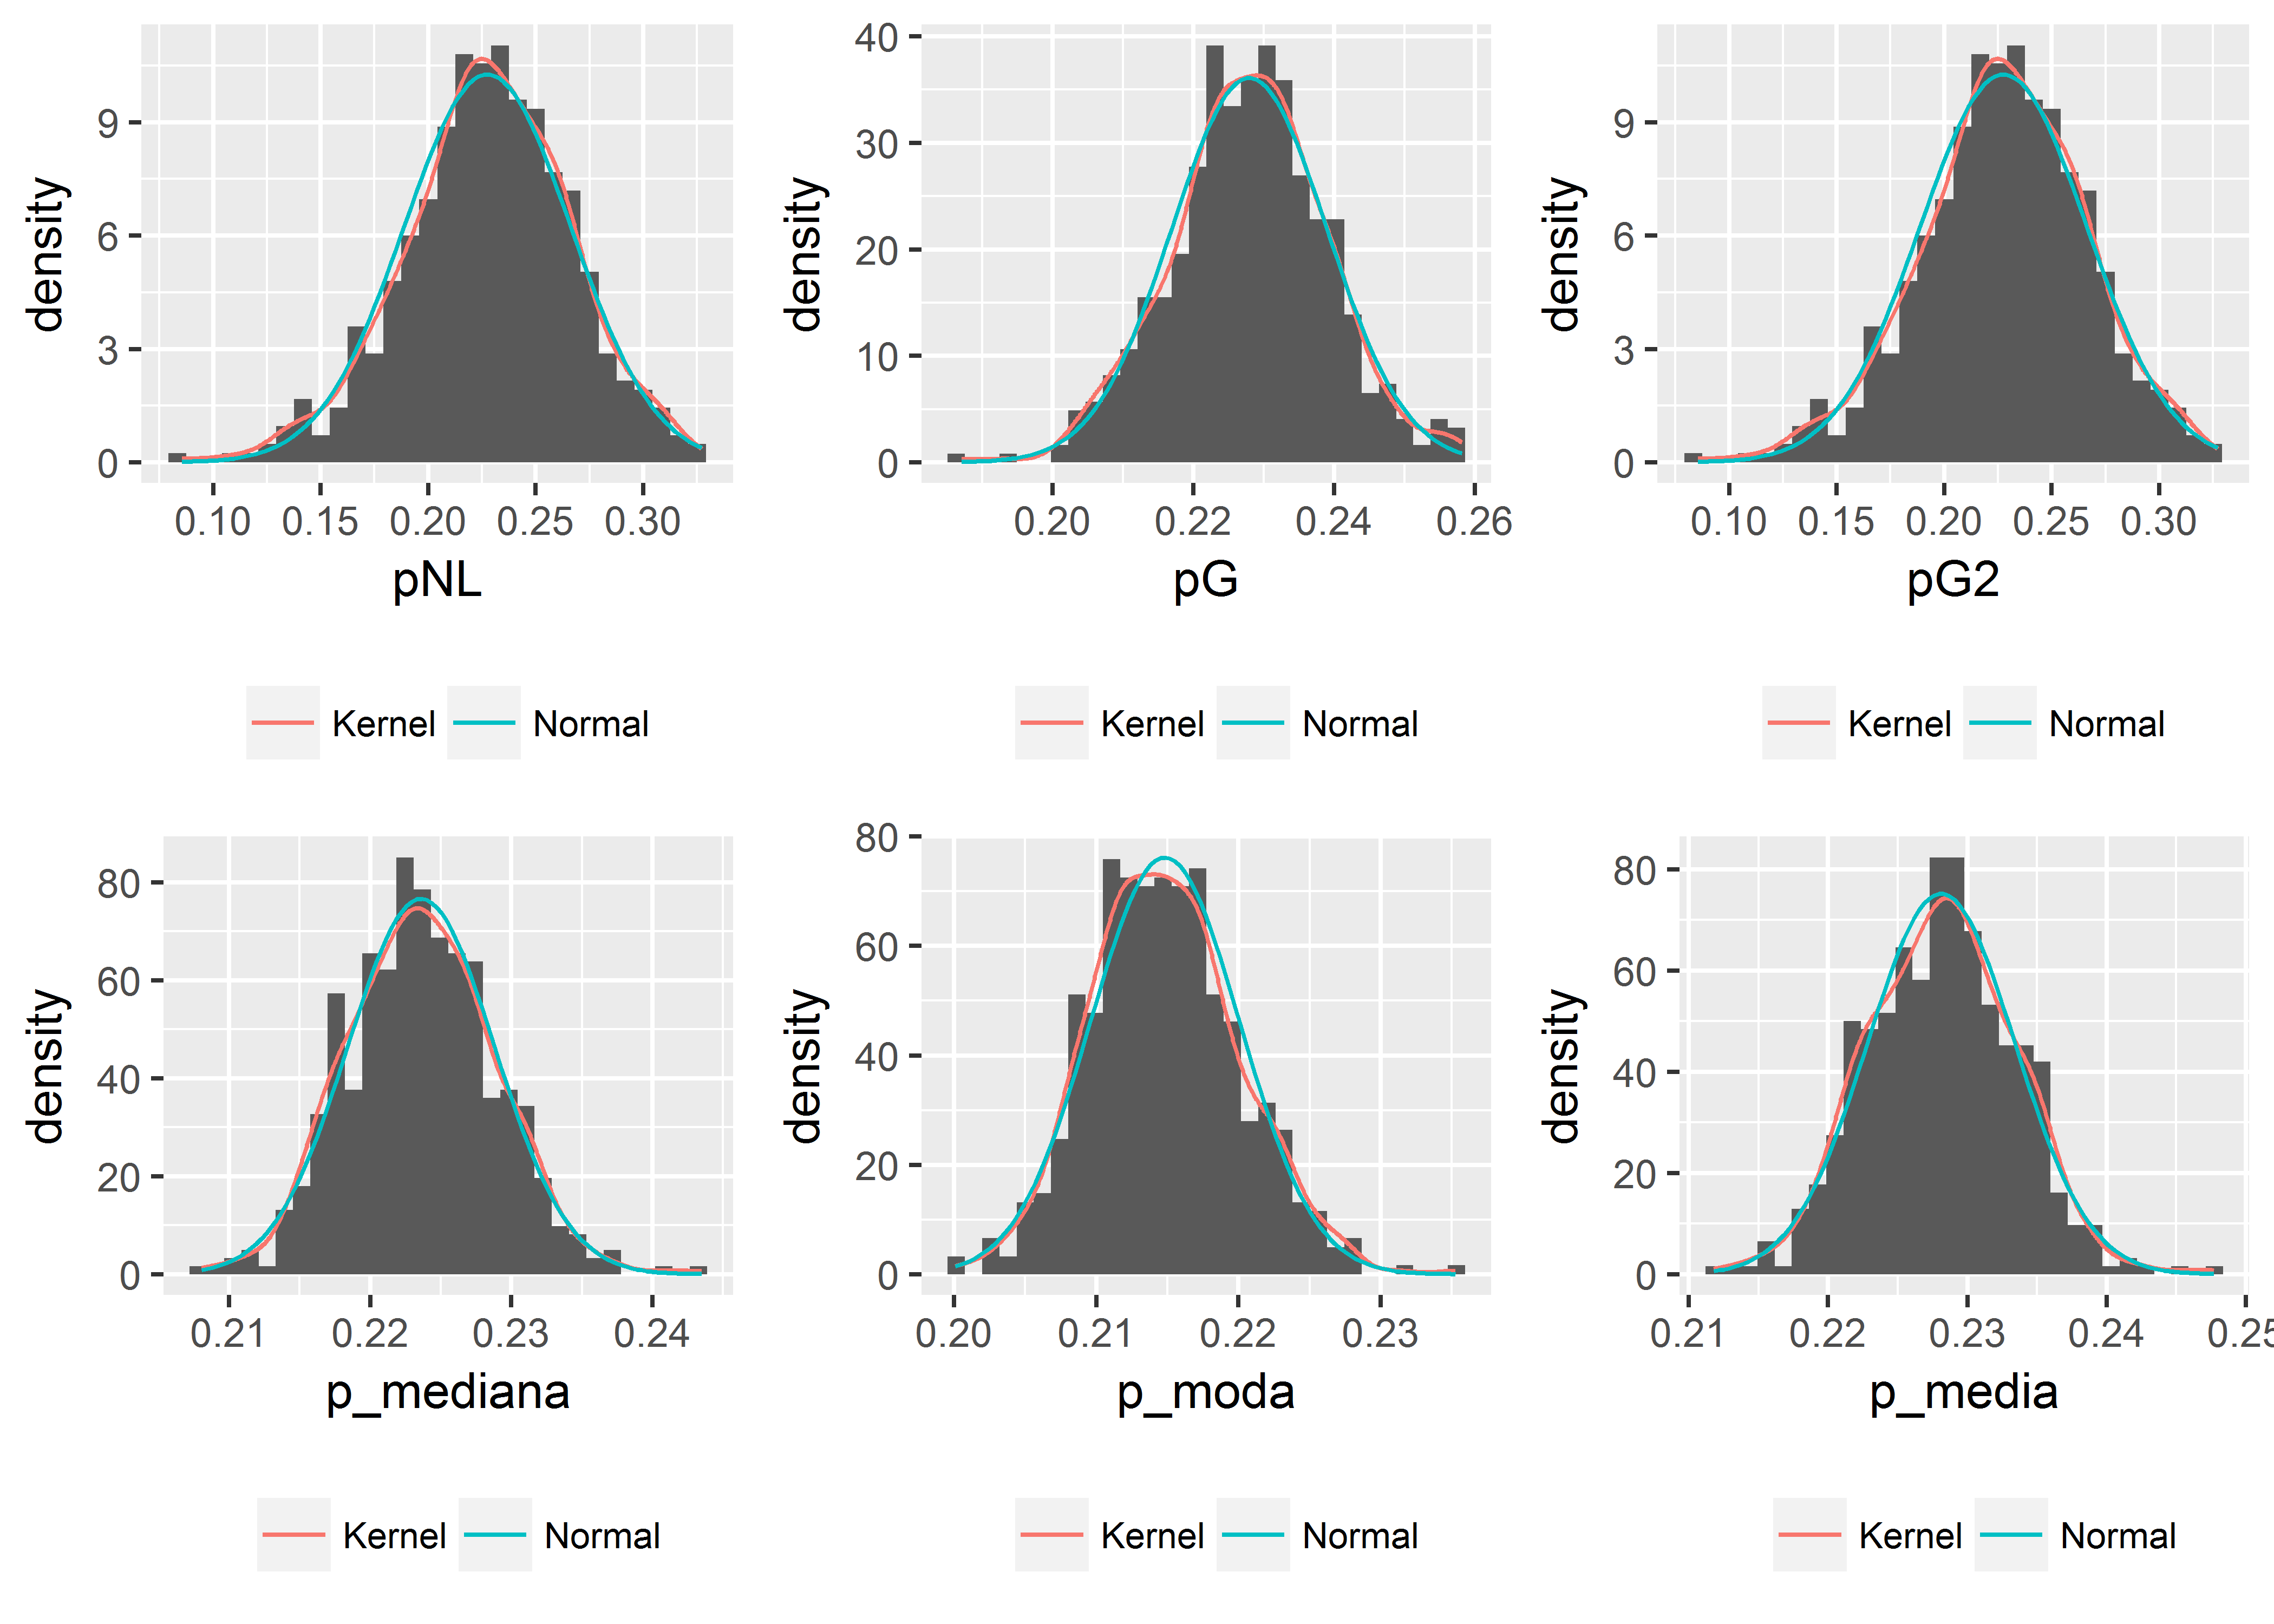 density
9
6
3
0
0.10 0.15 0.20 0.25 0.30
pNL
Kernel Normal
density
40
30
20
10
0
0.20 0.22 0.24 0.26
pG
Kernel Normal
density
9
6
3
0
0.10 0.15 0.20 0.25 0.30
pG2
Kernel Normal
density
80
60
40
20
0
0.21 0.22 0.23 0.24
p_mediana
Kernel Normal
density
80
60
40
20
0
0.20 0.21 0.22 0.23
p_moda
Kernel Normal
density
80
60
40
20
0
0.21 0.22 0.23 0.24 0.25
p_media
Kernel Normal